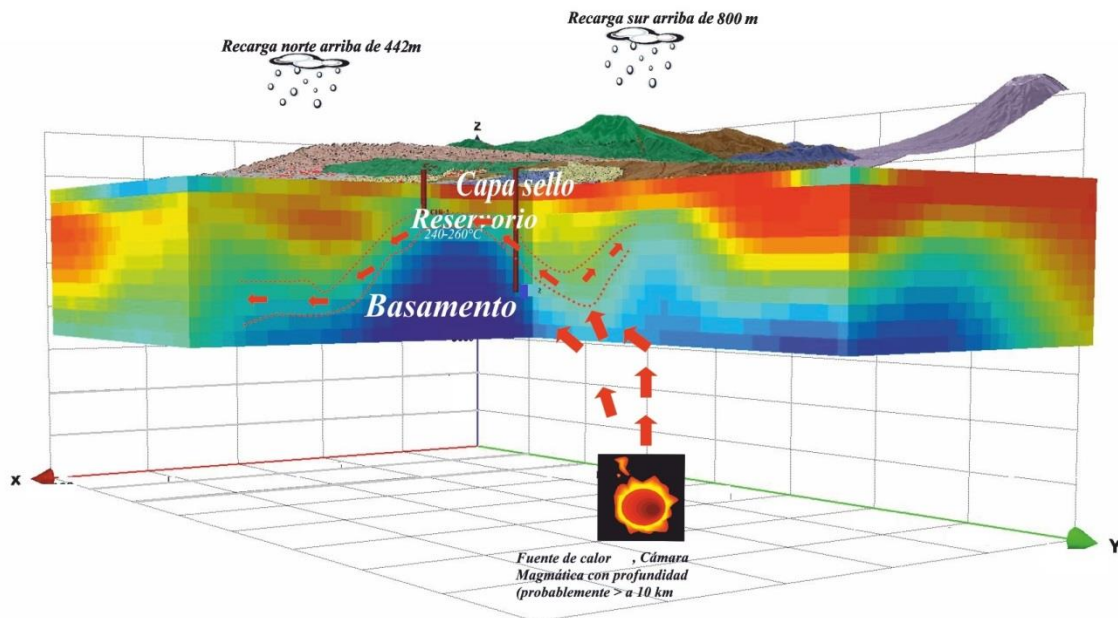 Recarga norte arriba de 442m
Recarga sur arriba de 800 m
Z
Capa sello
Reservorio
240-260°C
Basamento
X
Y
Fuente de calor , Cámara
Magmática con profundidad
(probablemente > a 10 km